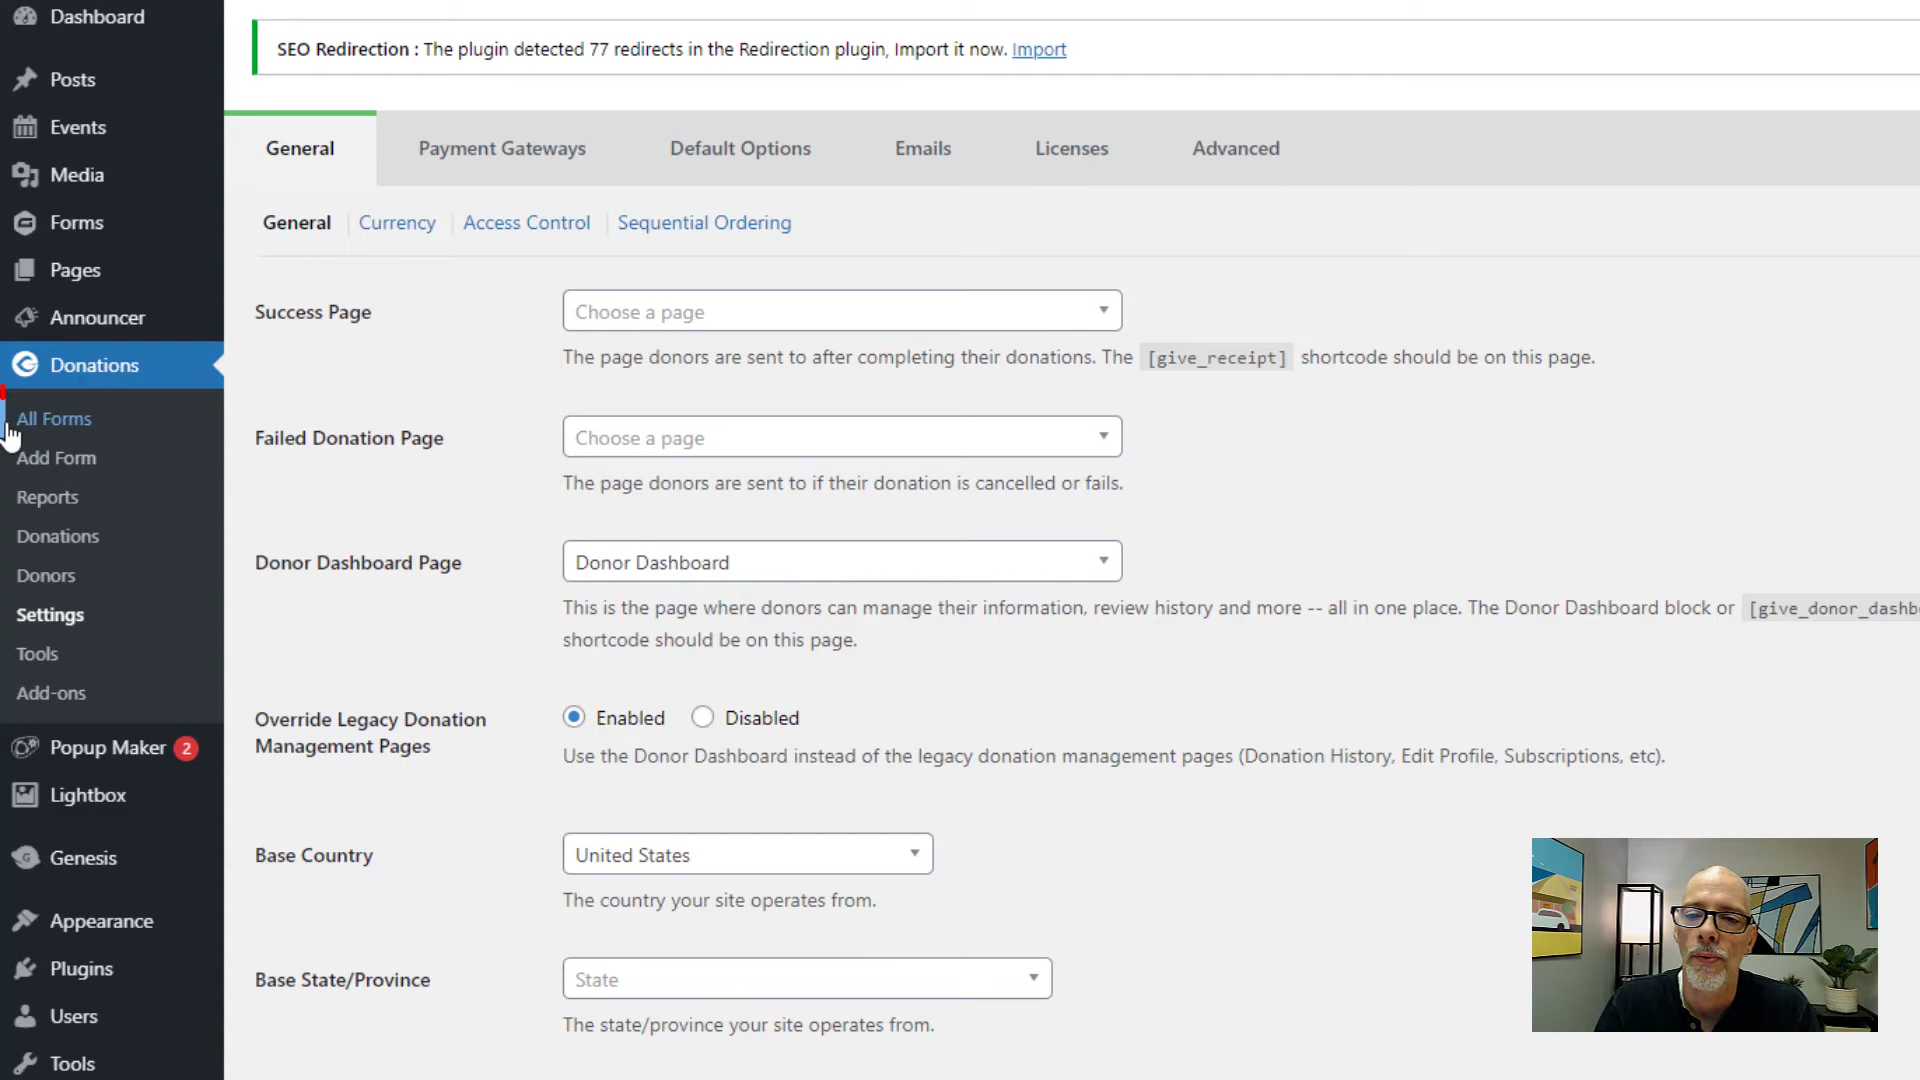 Dashboard
Posts
Events
Media
Forms
Pages
Announcer
Donations
All Forms
Add Form
Reports
Donations
Donors
Settings
Tools
Add-ons
Popup Maker 2
Lightbox
Genesis
Appearance
Plugins
Users
Tools
SEO Redirection : The plugin detected 77 redirects in the Redirection plugin, Import it now. Import
General Payment Gateways Default Options Emails Licenses Advanced
General Currency Access Control Sequential Ordering
Success Page Choose a page
The page donors are sent to after completing their donations. The [give_receipt] shortcode should be on this page.
Failed Donation Page Choose a page
The page donors are sent to if their donation is cancelled or fails.
Donor Dashboard Page Donor Dashboard
This is the page where donors can manage their information, review history and more -- all in one place. The Donor Dashboard block or [give_donor_dashb
shortcode should be on this page.
Override Legacy Donation
Management Pages
Enabled Disabled
Use the Donor Dashboard instead of the legacy donation management pages (Donation History, Edit Profile, Subscriptions, etc).
Base Country United States
The country your site operates from.
Base State/Province State
The state/province your site operates from.